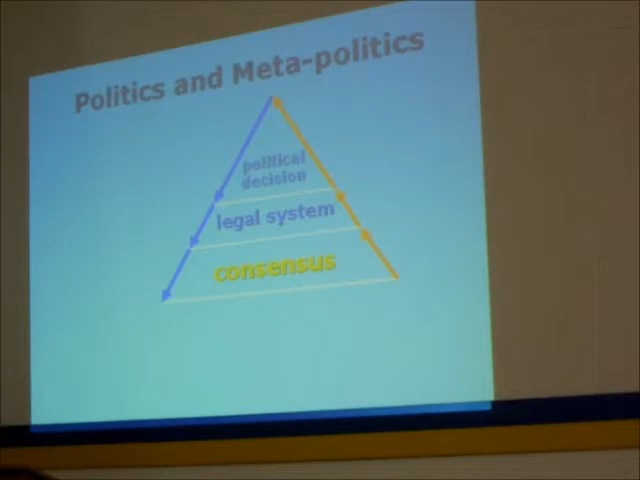 Politics and Meta-politics
political
decision
legal system
consensus